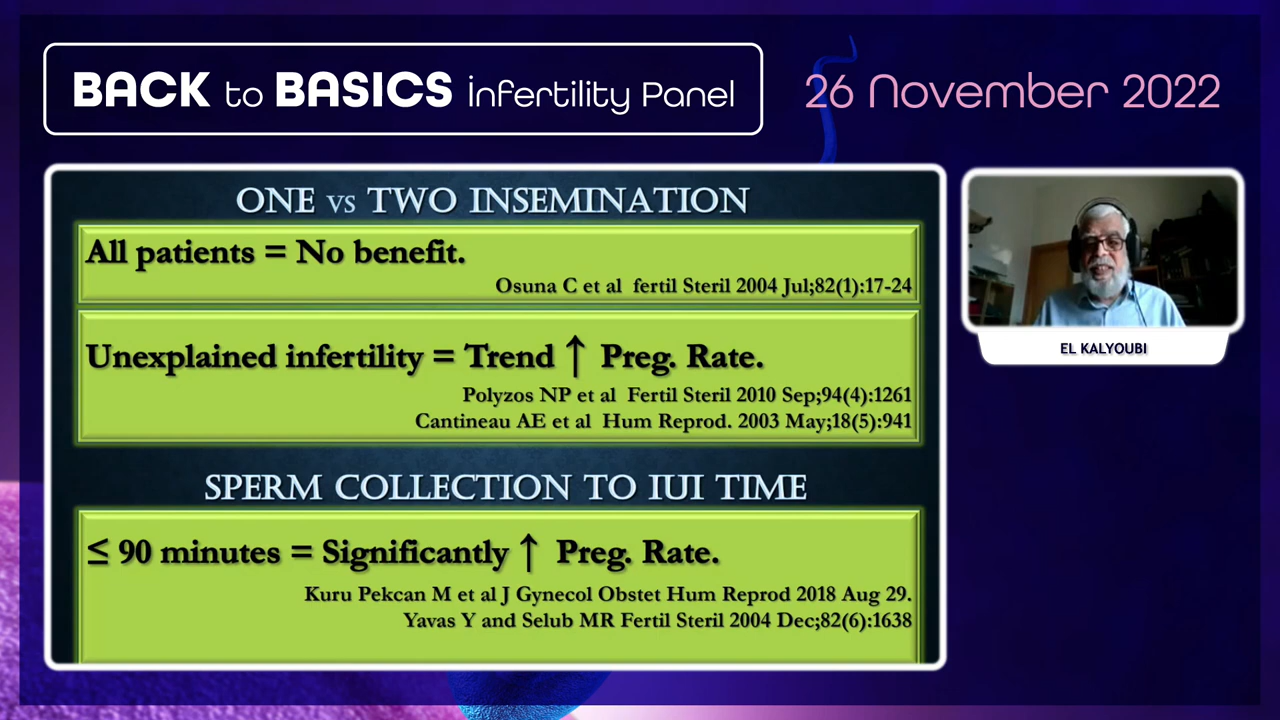 BACK to BASICS infertility Panel
26 November 2022
ONE vs TWO INSEMINATION
All patients = No benefit.
Osuna C et al fertil Steril 2004 Jul;82(1):17-24
Unexplained infertility = Trend ↑ Preg. Rate.
Polyzos NP et al Fertil Steril 2010 Sep;94(4):1261
Cantineau AE et al Hum Reprod. 2003 May;18(5):941
SPERM COLLECTION TO IUI TIME
≤ 90 minutes = Significantly ↑ Preg. Rate.
Kuru Pekcan M et al J Gynecol Obstet Hum Reprod 2018 Aug 29.
Yavas Y and Selub MR Fertil Steril 2004 Dec;82(6):1638
EL KALYOUBI